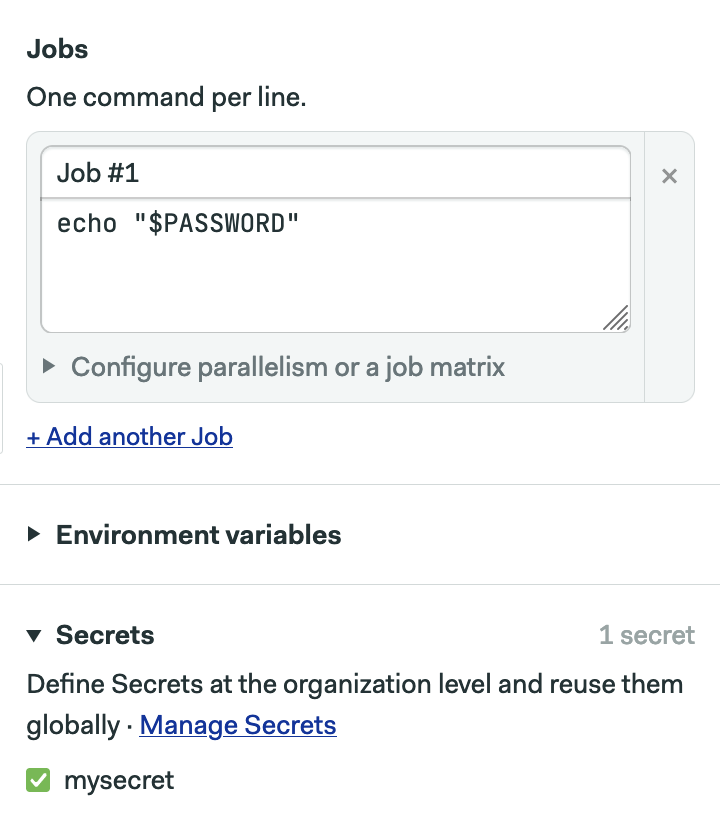 Jobs
One command per line.
Job #1
echo "$PASSWORD"
Configure parallelism or a job matrix
+ Add another Job
Environment variables
Secrets
1 secret
Define Secrets at the organization level and reuse them
globally · Manage Secrets
mysecret